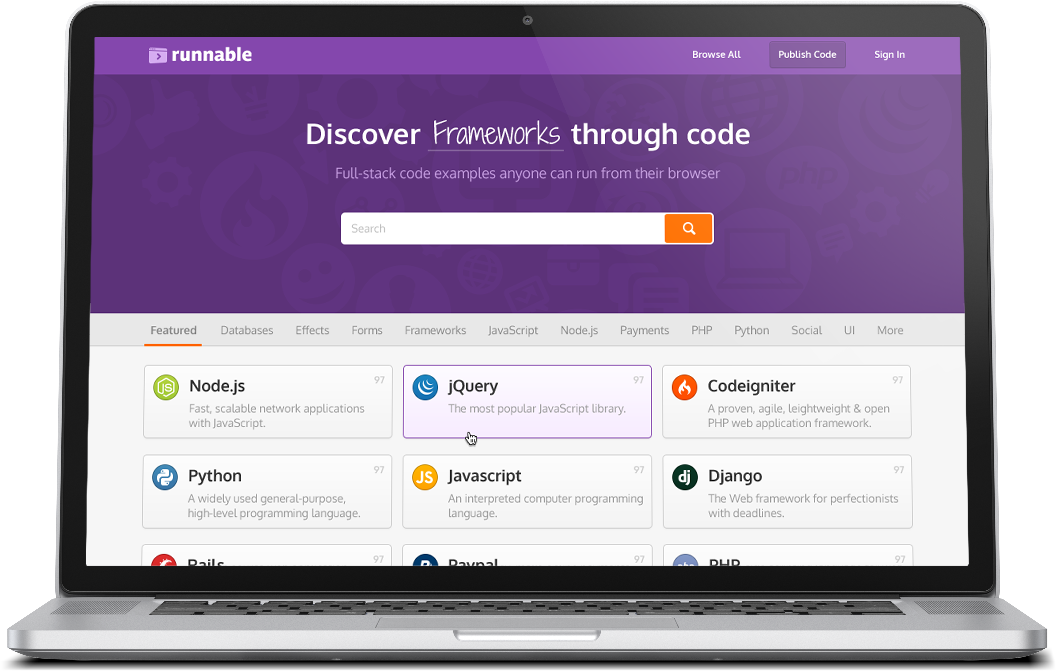 runnable
Browse All
Publish Code
Sign In
Discover Frameworks through code
Full-stack code examples anyone can run from their browser
Search
Featured
Databases
Effects
Forms
Frameworks
JavaScript
Node.js
Payments
PHP
Python
Social
UI
More
Node.js
97
Fast, scalable network applications
with JavaScript.
jQuery
97
The most popular JavaScript library.
Codeigniter
97
A proven, agile, leightweight & open
PHP web application framework.
Python
97
A widely used general-purpose,
high-level programming language.
JS
Javascript
97
An interpreted computer programming
language.
dj
Django
97
The Web framework for perfectionists
with deadlines.
Rails
97
Paypal
97
PHP
97